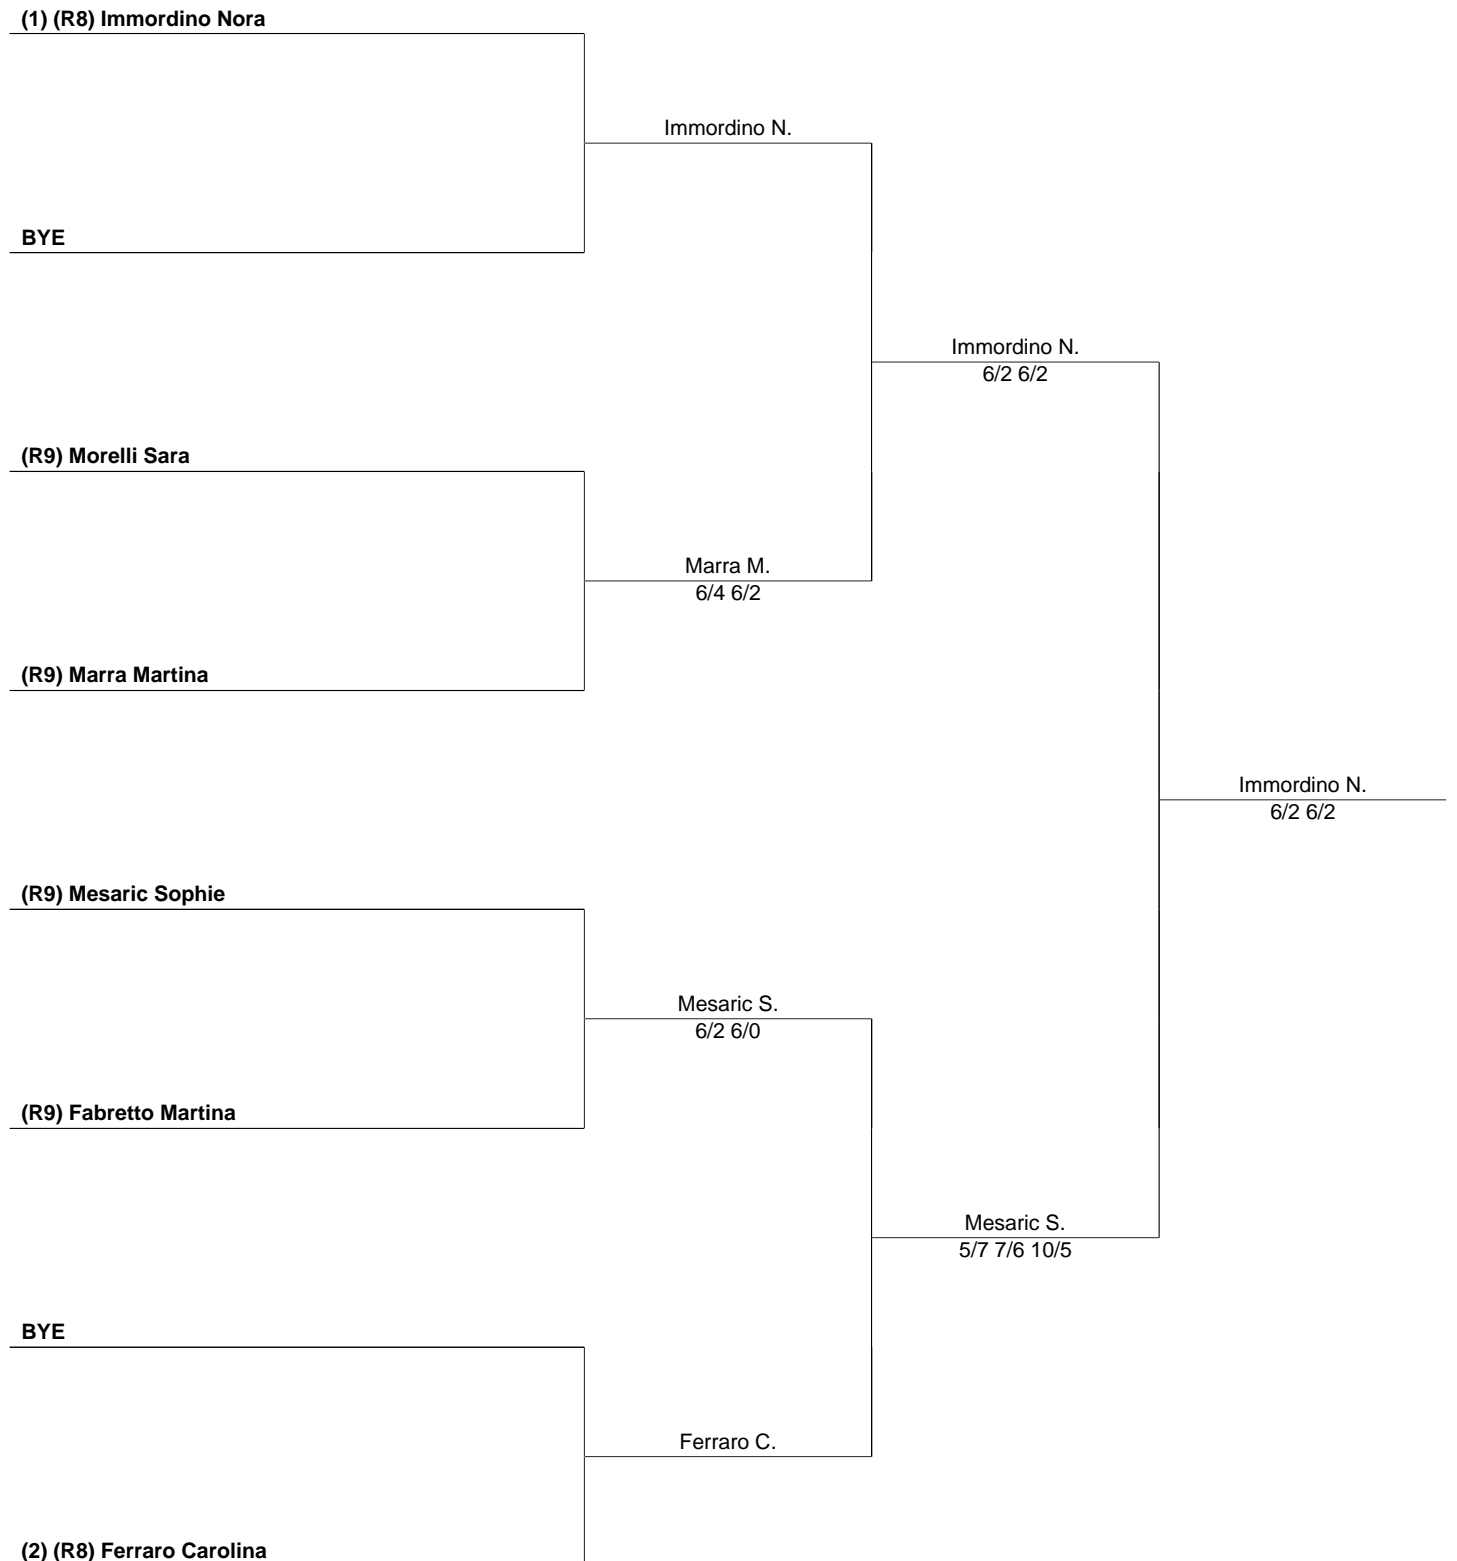 (1) (R8) Immordino Nora
Immordino N.
BYE
Immordino N.
6/2 6/2
(R9) Morelli Sara
Marra M.
6/4 6/2
(R9) Marra Martina
Immordino N.
6/2 6/2
(R9) Mesaric Sophie
Mesaric S.
6/2 6/0
(R9) Fabretto Martina
Mesaric S.
5/7 7/6 10/5
BYE
Ferraro C.
(2) (R8) Ferraro Carolina